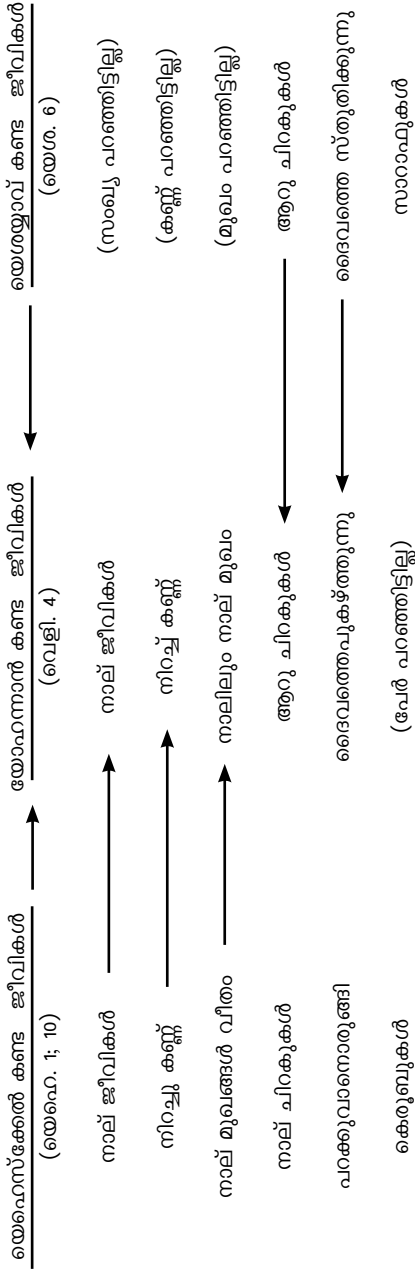 യെഹെസ്ക്കേൽ കണ്ട ജീവികൾ യോഹന്നാൻ കണ്ട ജീവികൾ യെശയ്യാവ് കണ്ട ജീവികൾ
(യെഹെ. 1; 10) (വെളി. 4) (യെശ. 6)
നാല് ജീവികൾ നാല് ജീവികൾ (സംഖ്യ പറഞ്ഞിട്ടില്ല)
നിറച്ചു കണ്ണ് നിറച്ച് കണ്ണ് (കണ്ണ് പറഞ്ഞിട്ടില്ല)
നാല് മുഖങ്ങൾ വീതം നാലിലും നാല് മുഖം (മുഖം പറഞ്ഞിട്ടില്ല)
നാല് ചിറകുകൾ ആറു ചിറകുകൾ ആറു ചിറകുകൾ
പറക്കുവാനൊരുങ്ങി ദൈവത്തെപുകഴ്ത്തുന്നു ദൈവത്തെ സ്തുതിക്കുന്നു
കെരുബുകൾ (പേർ പറഞ്ഞിട്ടില്ല) സാറാഫുകൾ